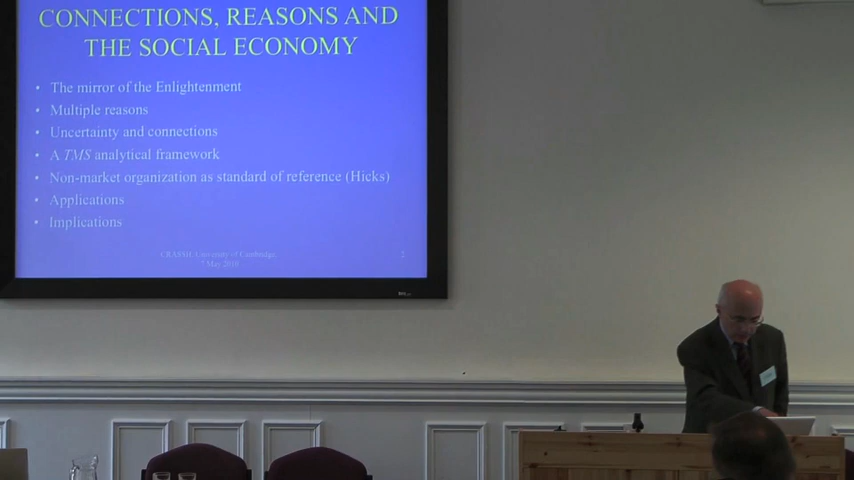 CONNECTIONS, REASONS AND
THE SOCIAL ECONOMY
• The mirror of the Enlightenment
• Multiple reasons
• Uncertainty and connections
• A TMS analytical framework
• Non-market organization as standard of reference (Hicks)
• Applications
• Implications
CRASSH, University of Cambridge,
7 May 2010
2